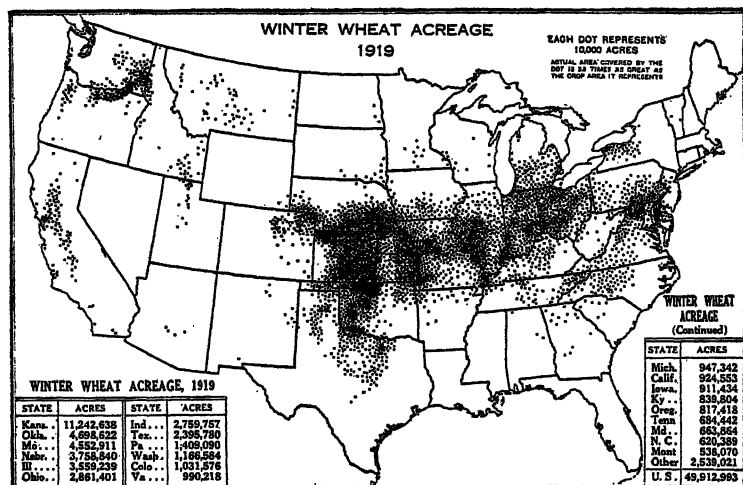 WINTER WHEAT ACREAGE
1919
EACH DOT REPRESENTS
10,000 ACRES
ACTUAL AREA COVERED BY THE
DOT IS 3.5 TIMES AS GREAT AS
THE CROP AREA IT REPRESENTS
WINTER WHEAT ACREAGE, 1919
STATE ACRES STATE ACRES
Kans.. 11,242,638 Ind... 2,759,757
Okla.. 4,698,622 Tex... 2,395,780
Mo... 4,552,911 Pa... 1,409,090
Nebr. 3,758,840 Wash. 1,166,584
Ill .... 3,559,239 Colo.. 1,031,576
Ohio.. 2,861,401 Va ... 990,218
WINTER WHEAT
ACREAGE
(Continued)
STATE ACRES
Mich. 947,342
Calif. 924,553
Iowa. 911,434
Ky .. 839,804
Oreg. 817,418
Tenn 684,442
Md.. 663,864
N. C. 620,389
Mont 538,070
Other 2,539,021
U. S. 49,912,993